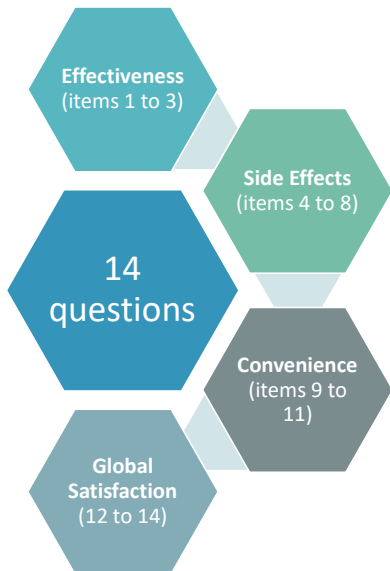 Effectiveness
(items 1 to 3)
Side Effects
(items 4 to 8)
14
questions
Convenience
(items 9 to
11)
Global
Satisfaction
(12 to 14)